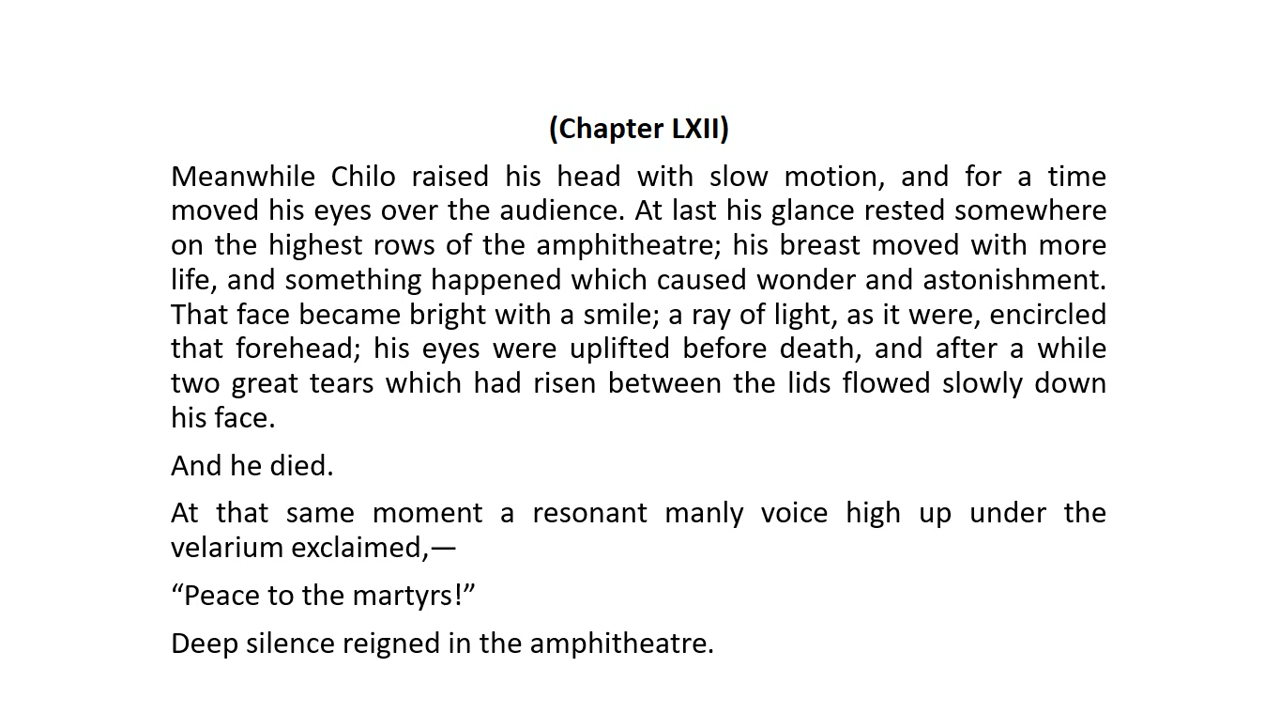 (Chapter LXII)
Meanwhile Chilo raised his head with slow motion, and for a time
moved his eyes over the audience. At last his glance rested somewhere
on the highest rows of the amphitheatre; his breast moved with more
life, and something happened which caused wonder and astonishment.
That face became bright with a smile; a ray of light, as it were, encircled
that forehead; his eyes were uplifted before death, and after a while
two great tears which had risen between the lids flowed slowly down
his face.
And he died.
At that same moment a resonant manly voice high up under the
velarium exclaimed,—
“Peace to the martyrs!”
Deep silence reigned in the amphitheatre.